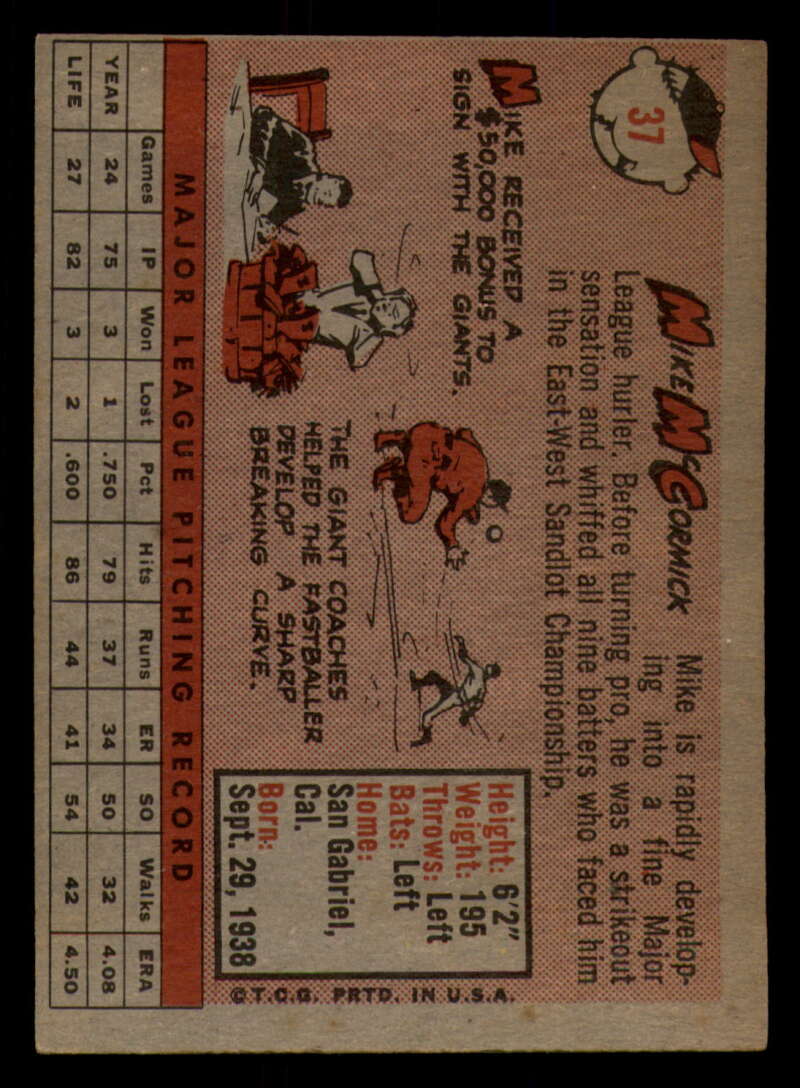 37
MIKE McCORMICK
Mike is rapidly develop-
ing into a fine Major
League hurler. Before turning pro, he was a strikeout
sensation and whiffed all nine batters who faced him
in the East-West Sandlot Championship.
MIKE RECEIVED A
$50,000 BONUS TO
SIGN WITH THE GIANTS.
THE GIANT COACHES
HELPED THE FASTBALLER
DEVELOP A SHARP
BREAKING CURVE.
Height: 6'2"
Weight: 195
Throws: Left
Bats: Left
Home:
San Gabriel,
Cal.
Born:
Sept. 29, 1938
©T.C.G. PRTD. IN U.S.A.
MAJOR LEAGUE PITCHING RECORD
Games IP Won Lost Pct Hits Runs ER SO Walks ERA
YEAR 24 75 3 1 .750 79 37 34 50 32 4.08
LIFE 27 82 3 2 .600 86 44 41 54 42 4.50